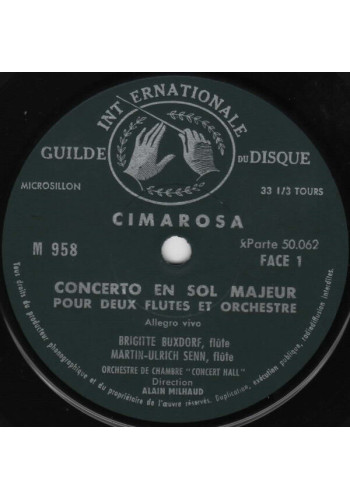 GUILDE INTERNATIONALE DU DISQUE
MICROSILLON
33 1/3 TOURS
CIMAROSA
M 958
xParte 50.062
FACE 1
CONCERTO EN SOL MAJEUR
POUR DEUX FLUTES ET ORCHESTRE
Allegro vivo
BRIGITTE BUXDORF, flûte
MARTIN-ULRICH SENN, flûte
ORCHESTRE DE CHAMBRE "CONCERT HALL"
Direction
ALAIN MILHAUD
Tous droits du producteur phonographique et du propriétaire de l'œuvre réservés. Duplication, exécution publique, radiodiffusion interdites.